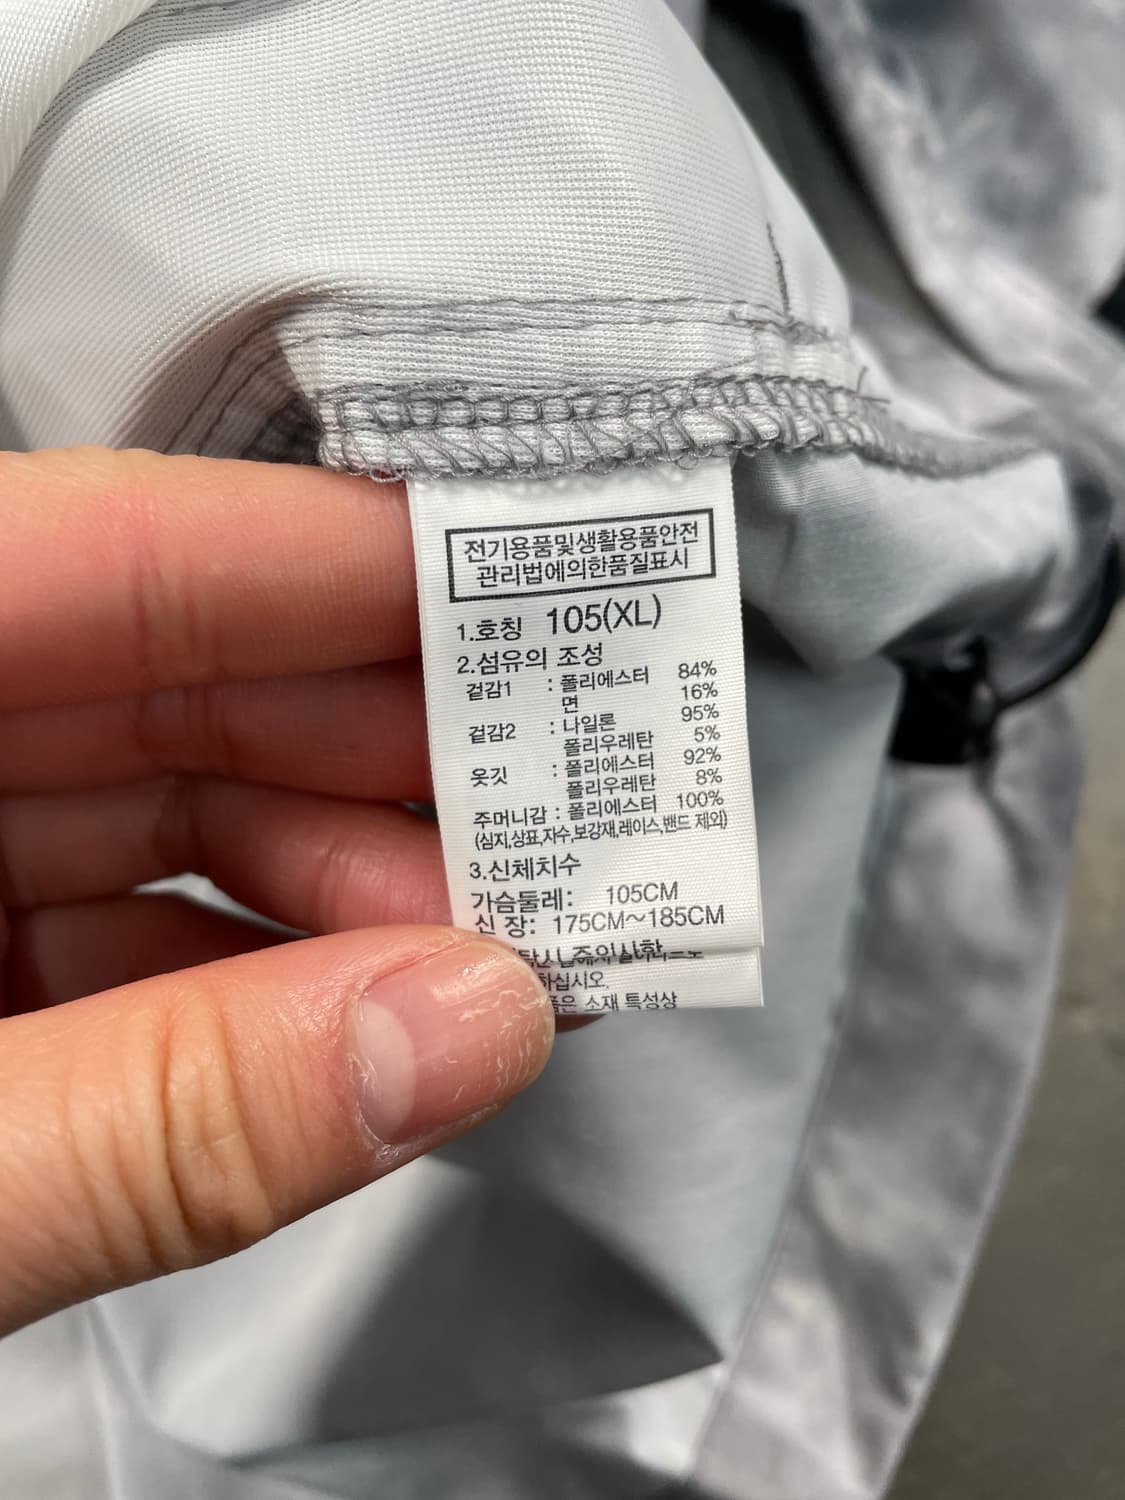 전기용품및생활용품안전
관리법에의한품질표시
1.호칭 105(XL)
2.섬유의 조성
겉감1 : 폴리에스터 84%
면 16%
겉감2 : 나일론 95%
폴리우레탄 5%
옷깃 : 폴리에스터 92%
폴리우레탄 8%
주머니감 : 폴리에스터 100%
(심지,상표,자수,보강재,레이스,밴드 제외)
3.신체치수
가슴둘레: 105CM
신 장: 175CM~185CM
주의사항
하십시오.
은 소재 특성상